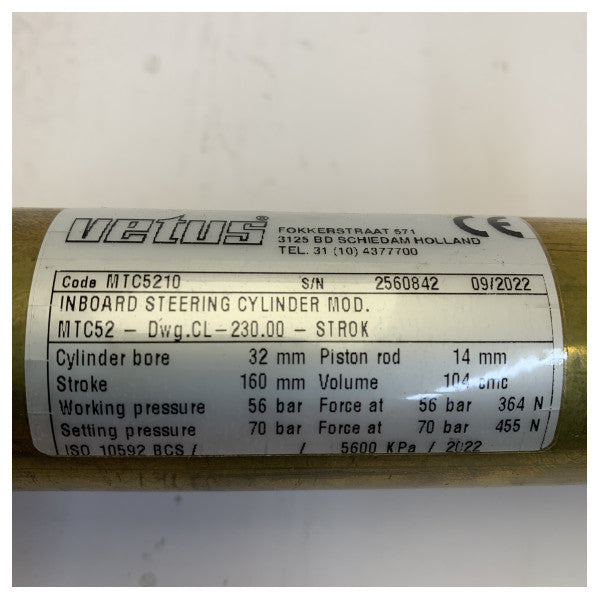 vetus® CE
FOKKERSTRAAT 571
3125 BD SCHIEDAM HOLLAND
TEL. 31 (10) 4377700
Code MTC5210 S/N 2560842 09/2022
INBOARD STEERING CYLINDER MOD.
MTC52 - Dwg.CL-230.00 - STROK
Cylinder bore 32 mm Piston rod 14 mm
Stroke 160 mm Volume 104 cmc
Working pressure 56 bar Force at 56 bar 364 N
Setting pressure 70 bar Force at 70 bar 455 N
ISO 10592 BCS / / 5600 KPa / 2022